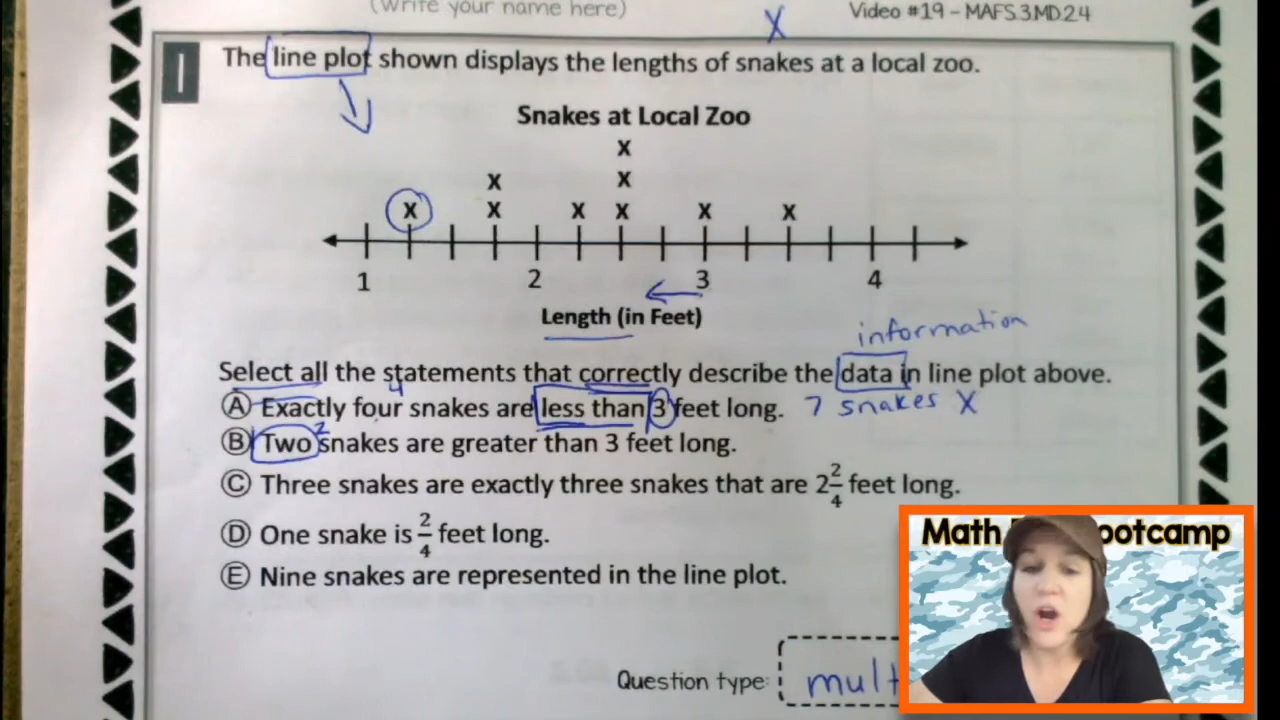 (Write your name here)
Video #19 - MAFS.3.MD.2.4
X
1
The line plot shown displays the lengths of snakes at a local zoo.
Snakes at Local Zoo
X
X X
X X X X X X
1 2 3 4
Length (in Feet)
information
Select all the statements that correctly describe the data in line plot above.
4
A Exactly four snakes are less than 3 feet long. 7 snakes X
2
B Two snakes are greater than 3 feet long.
C Three snakes are exactly three snakes that are 2 2/4 feet long.
D One snake is 2/4 feet long.
E Nine snakes are represented in the line plot.
Math ootcamp
Question type: mult